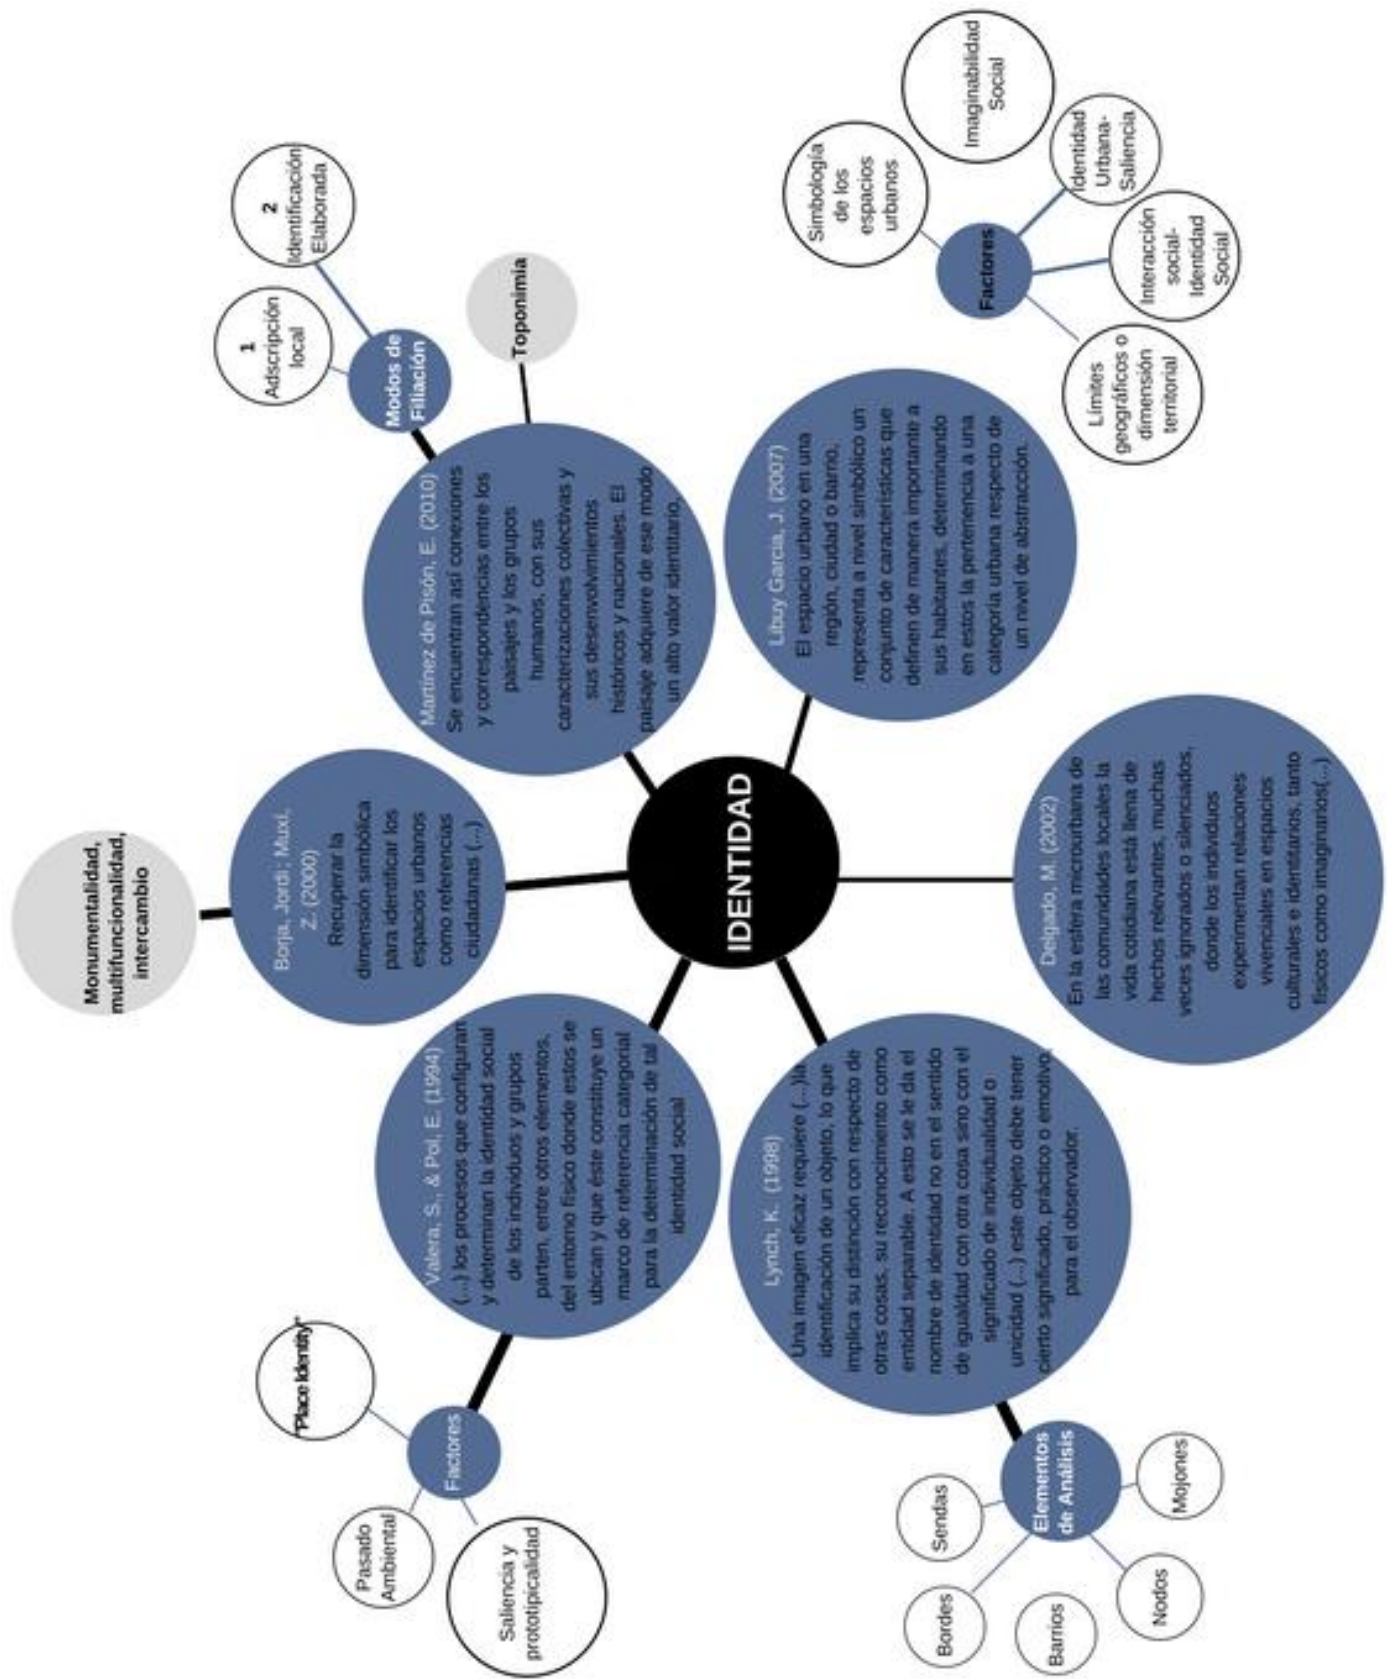 IDENTIDAD
Borja, Jordi; Muxí,
Z. (2000)
Recuperar la
dimensión simbólica
para identificar los
espacios urbanos
como referencias
ciudadanas (...)
Monumentalidad,
multifuncionalidad,
intercambio
Martínez de Pisón, E. (2010)
Se encuentran así conexiones
y correspondencias entre los
paisajes y los grupos
humanos, con sus
caracterizaciones colectivas y
sus desenvolvimientos
históricos y nacionales. El
paisaje adquiere de ese modo
un alto valor identitario,
Modos de
Filiación
1
Adscripción
local
2
Identificación
Elaborada
Toponimia
Libuy García, J. (2007)
El espacio urbano en una
región, ciudad o barrio,
representa a nivel simbólico un
conjunto de características que
definen de manera importante a
sus habitantes, determinando
en estos la pertenencia a una
categoría urbana respecto de
un nivel de abstracción.
Factores
Simbología
de los
espacios
urbanos
Imaginabilidad
Social
Identidad
Urbana-
Saliencia
Interacción
social-
Identidad
Social
Límites
geográficos o
dimensión
territorial
Delgado, M. (2002)
En la esfera microurbana de
las comunidades locales la
vida cotidiana está llena de
hechos relevantes, muchas
veces ignorados o silenciados,
donde los individuos
experimentan relaciones
vivenciales en espacios
culturales e identitarios, tanto
físicos como imaginarios(...)
Lynch, K. (1998)
Una imagen eficaz requiere (...)la
identificación de un objeto, lo que
implica su distinción con respecto de
otras cosas, su reconocimiento como
entidad separable. A esto se le da el
nombre de identidad no en el sentido
de igualdad con otra cosa sino con el
significado de individualidad o
unicidad (...) este objeto debe tener
cierto significado, práctico o emotivo,
para el observador.
Elementos
de Análisis
Sendas
Bordes
Barrios
Nodos
Mojones
Valera, S., & Pol, E. (1994)
(...) los procesos que configuran
y determinan la identidad social
de los individuos y grupos
parten, entre otros elementos,
del entorno físico donde estos se
ubican y que éste constituye un
marco de referencia categorial
para la determinación de tal
identidad social
Factores
"Place Identity"
Pasado
Ambiental
Saliencia y
prototipicalidad